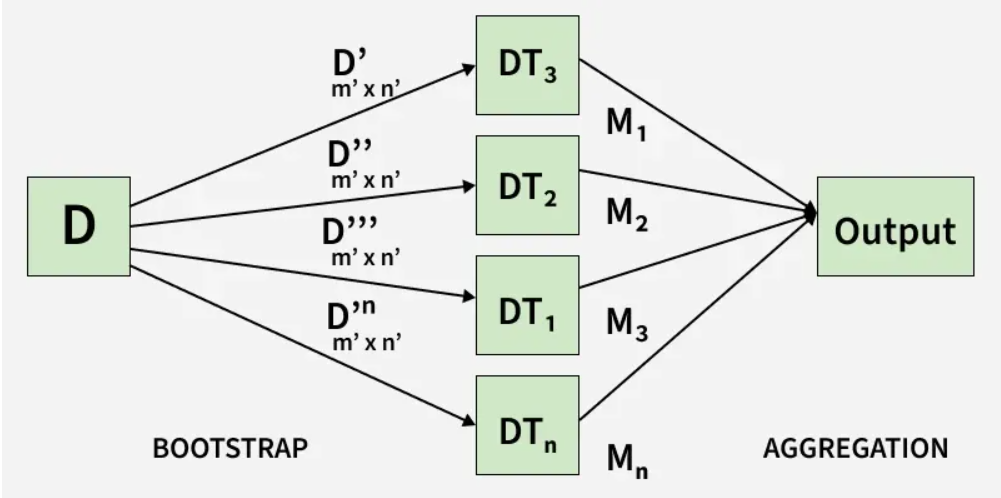 D
D’
m’ x n’
D’’
m’ x n’
D’’’
m’ x n’
D’ⁿ
m’ x n’
DT₃
DT₂
DT₁
DTₙ
M₁
M₂
M₃
Mₙ
Output
BOOTSTRAP
AGGREGATION